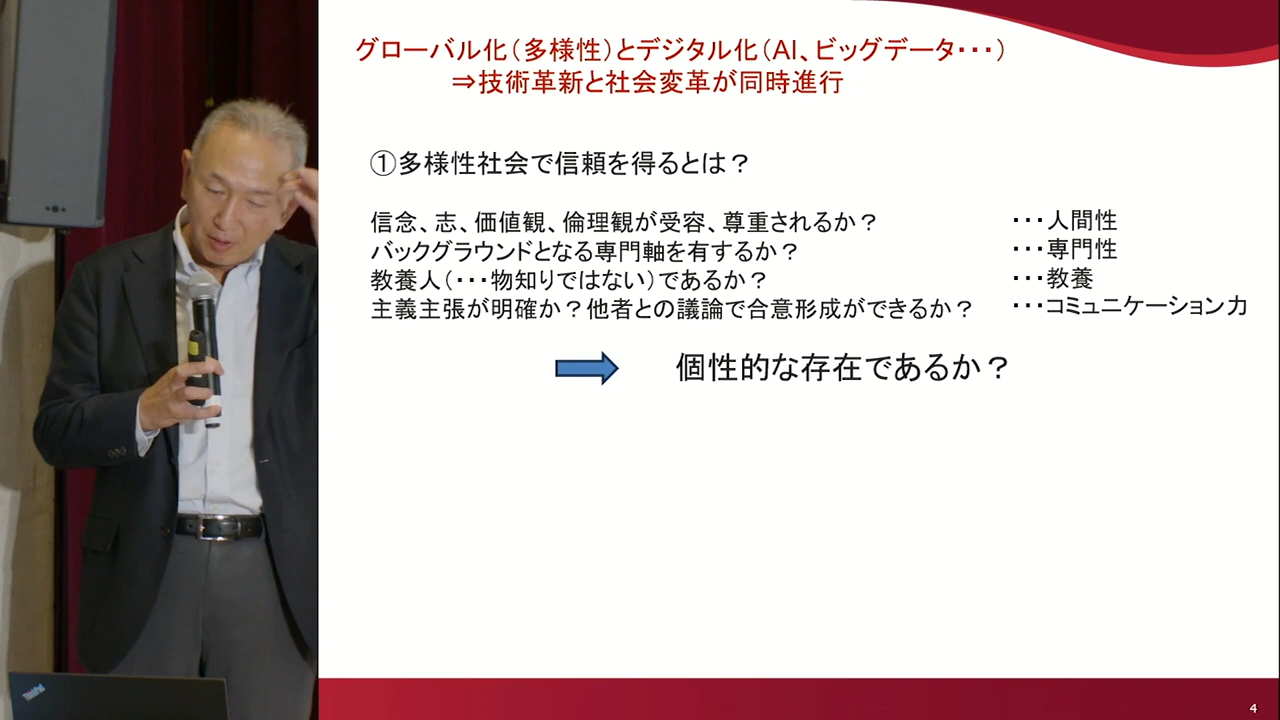 グローバル化（多様性）とデジタル化（AI、ビッグデータ・・・）
⇒技術革新と社会変革が同時進行
①多様性社会で信頼を得るとは？
信念、志、価値観、倫理観が受容、尊重されるか？ ・・・人間性
バックグラウンドとなる専門軸を有するか？ ・・・専門性
教養人（・・・物知りではない）であるか？ ・・・教養
主義主張が明確か？他者との議論で合意形成ができるか？ ・・・コミュニケーション力
個性的な存在であるか？
ThinkPad
4